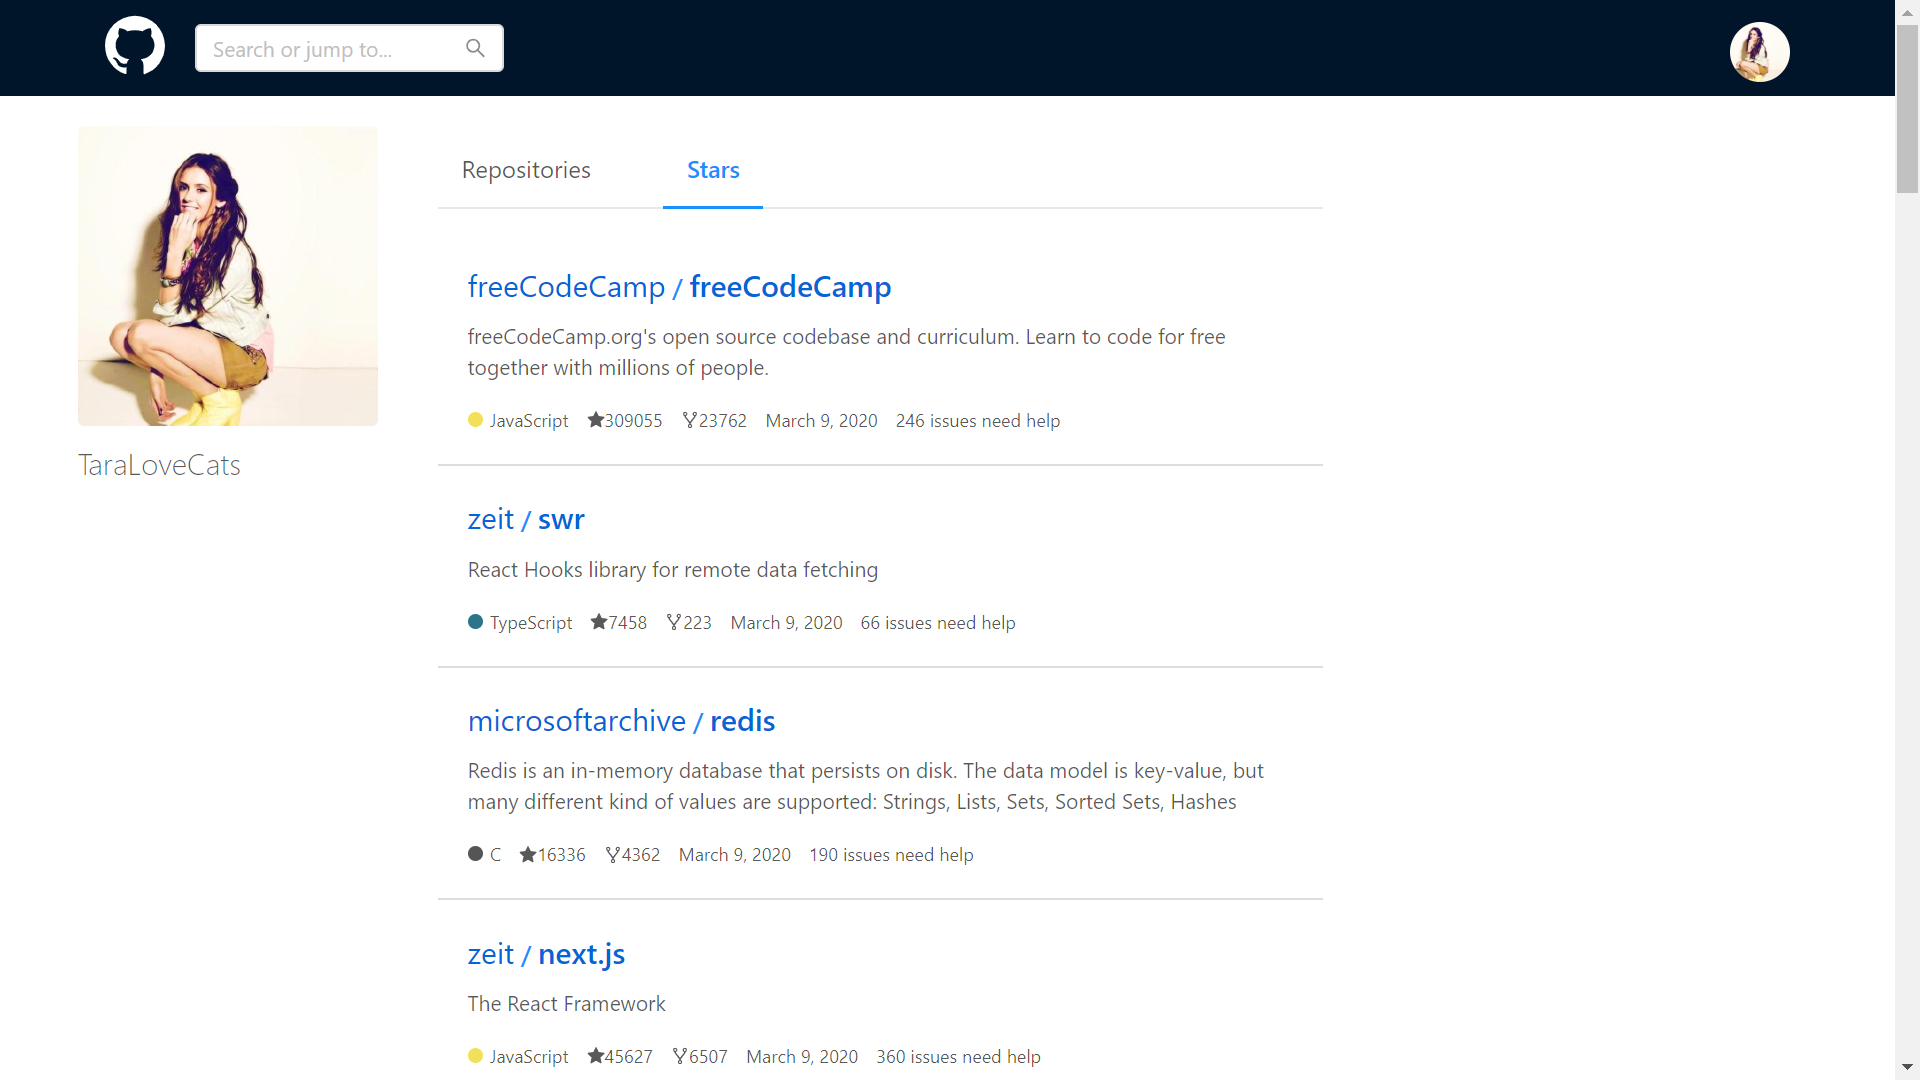 Search or jump to...
TaraLoveCats
Repositories
Stars
freeCodeCamp / freeCodeCamp
freeCodeCamp.org's open source codebase and curriculum. Learn to code for free
together with millions of people.
JavaScript 309055 23762 March 9, 2020 246 issues need help
zeit / swr
React Hooks library for remote data fetching
TypeScript 7458 223 March 9, 2020 66 issues need help
microsoftarchive / redis
Redis is an in-memory database that persists on disk. The data model is key-value, but
many different kind of values are supported: Strings, Lists, Sets, Sorted Sets, Hashes
C 16336 4362 March 9, 2020 190 issues need help
zeit / next.js
The React Framework
JavaScript 45627 6507 March 9, 2020 360 issues need help